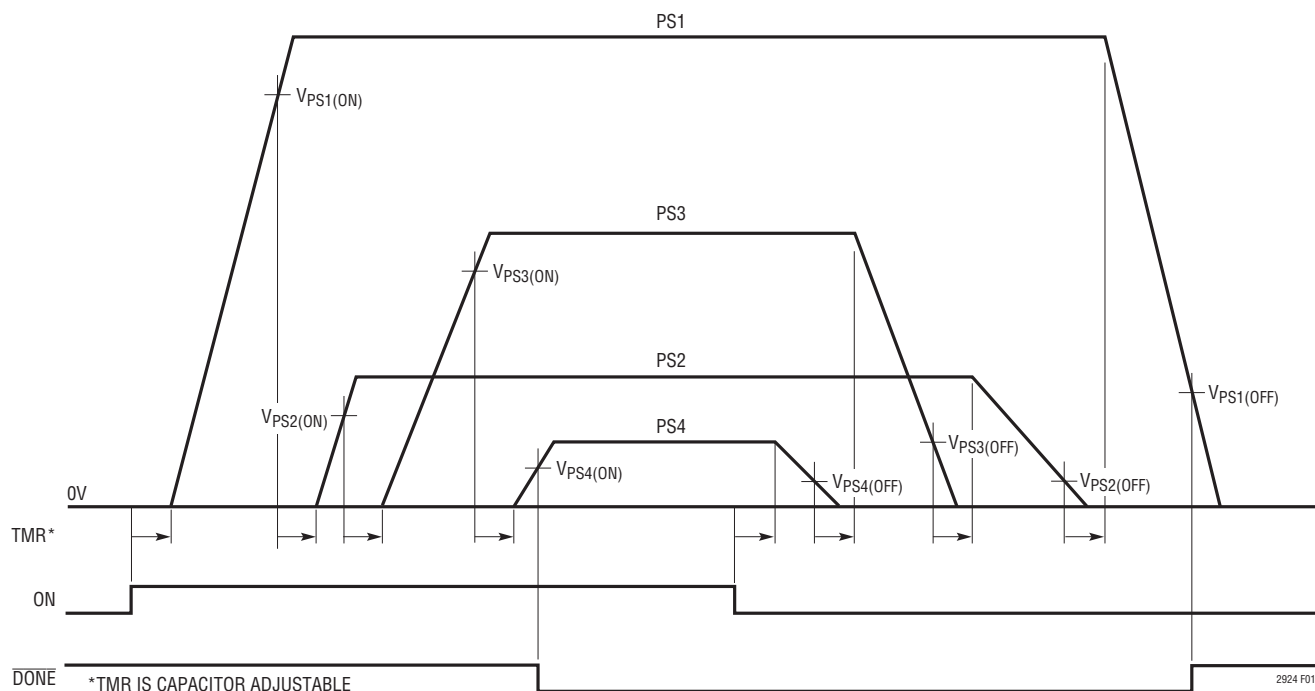 PS1
VPS1(ON)
PS3
VPS3(ON)
PS2
VPS1(OFF)
VPS2(ON)
PS4
VPS3(OFF)
VPS4(ON)
VPS4(OFF)
VPS2(OFF)
0V
TMR*
ON
DONE
*TMR IS CAPACITOR ADJUSTABLE
2924 F01